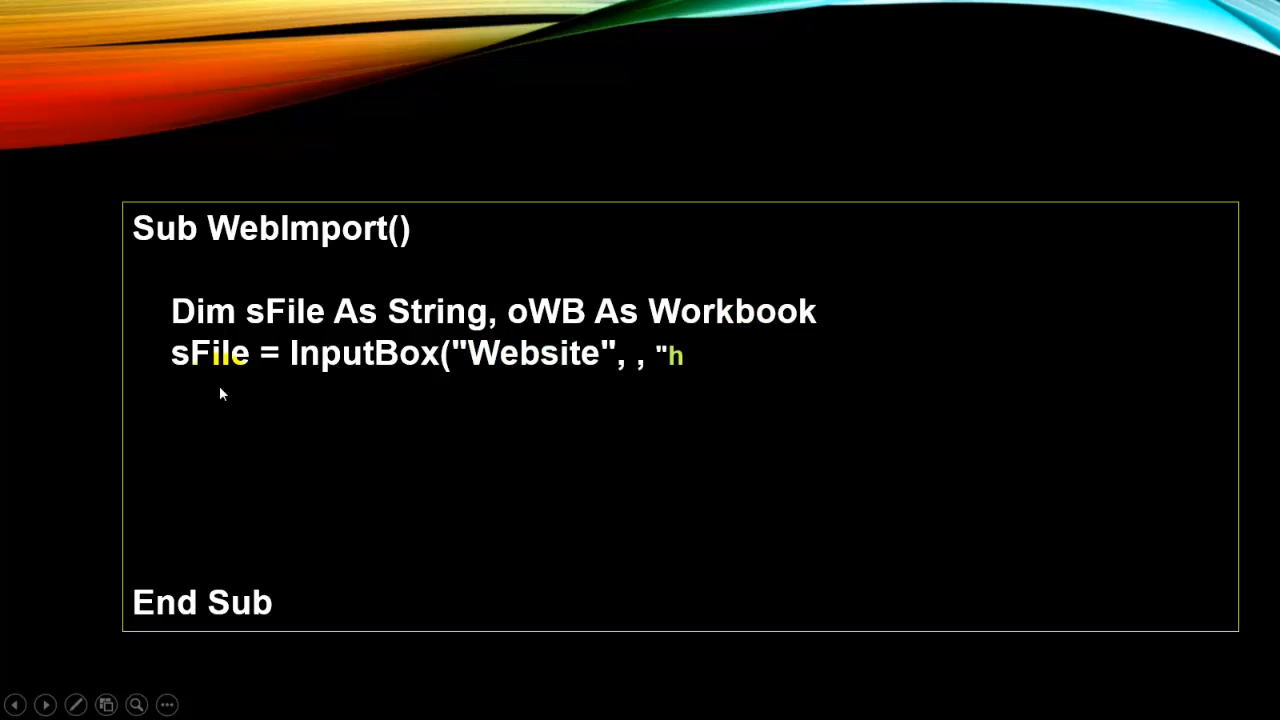 Sub WebImport()
Dim sFile As String, oWB As Workbook
sFile = InputBox("Website", , "h
End Sub